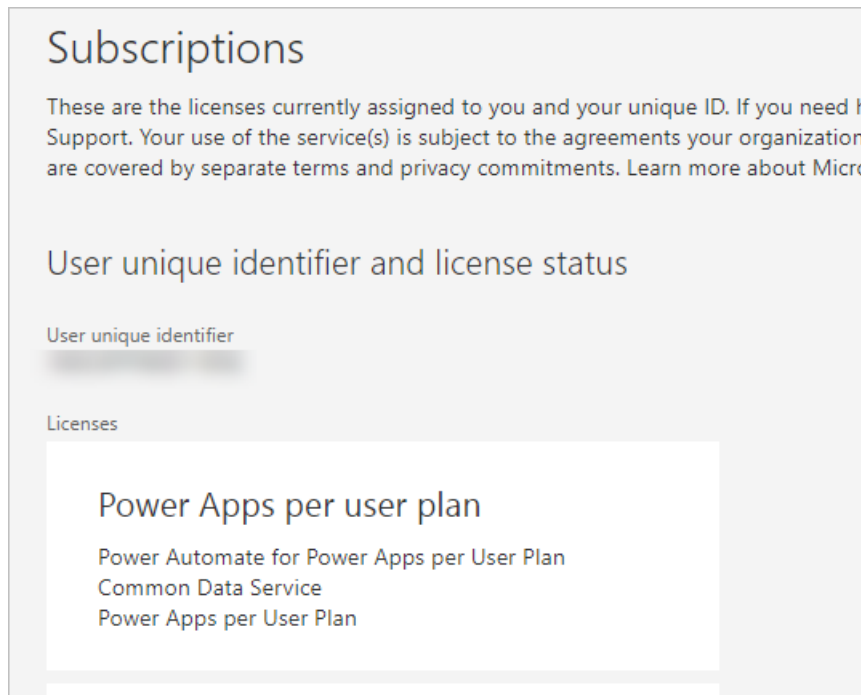 Subscriptions
These are the licenses currently assigned to you and your unique ID. If you need
Support. Your use of the service(s) is subject to the agreements your organization
are covered by separate terms and privacy commitments. Learn more about Micro
User unique identifier and license status
User unique identifier
Licenses
Power Apps per user plan
Power Automate for Power Apps per User Plan
Common Data Service
Power Apps per User Plan